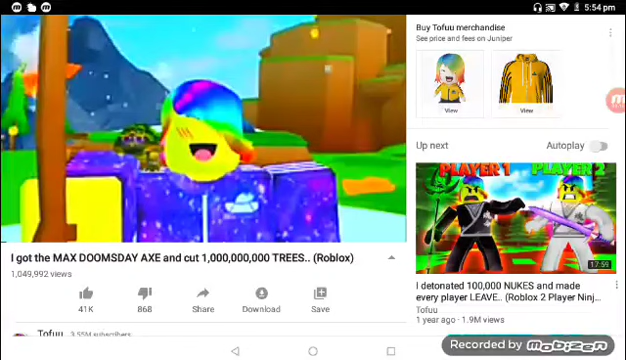 5:54 pm
Buy Tofuu merchandise
See price and fees on Juniper
View
View
Up next
Autoplay
PLAYER 1
PLAYER 2
17:59
I got the MAX DOOMSDAY AXE and cut 1,000,000,000 TREES.. (Roblox)
1,049,992 views
41K
868
Share
Download
Save
I detonated 100,000 NUKES and made
every player LEAVE.. (Roblox 2 Player Ninj...
Tofuu
1 year ago · 1.9M views
Tofuu 3.55M subscribers
Recorded by Mobizen